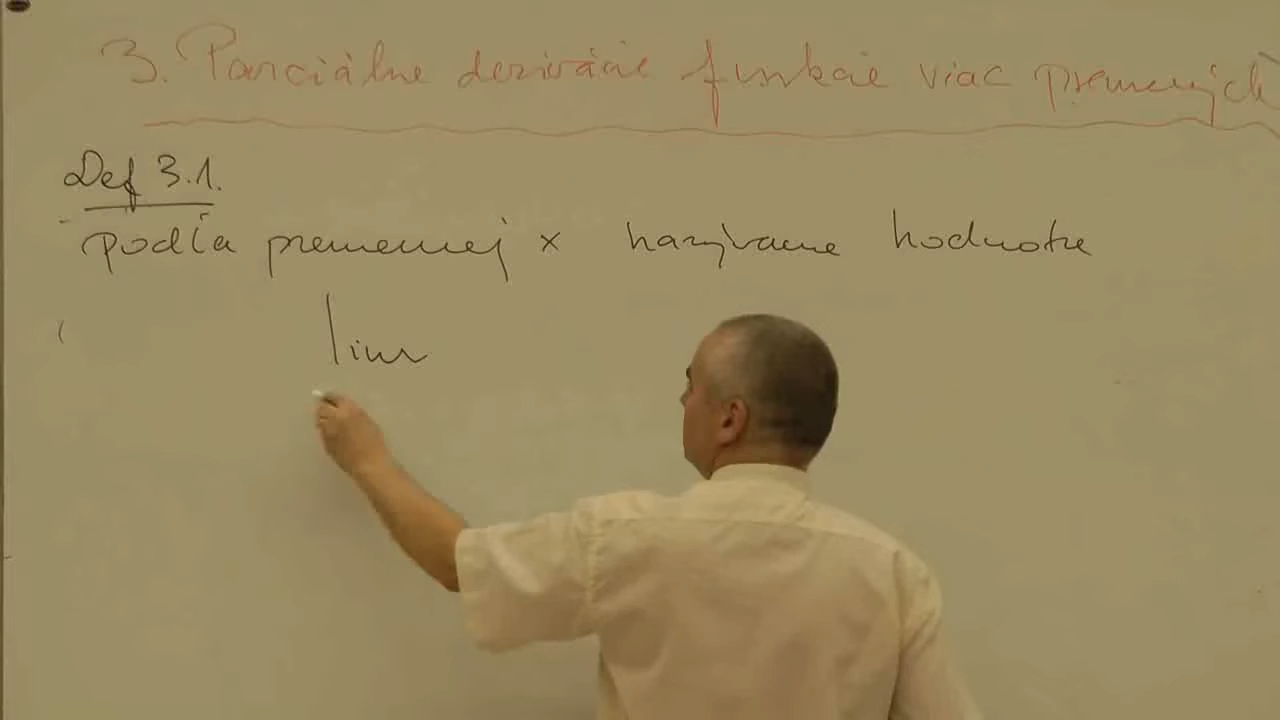 3. Parciálne derivácie funkcie viac premenných
Def 3.1.
podľa premennej x nazývame hodnotu
lim